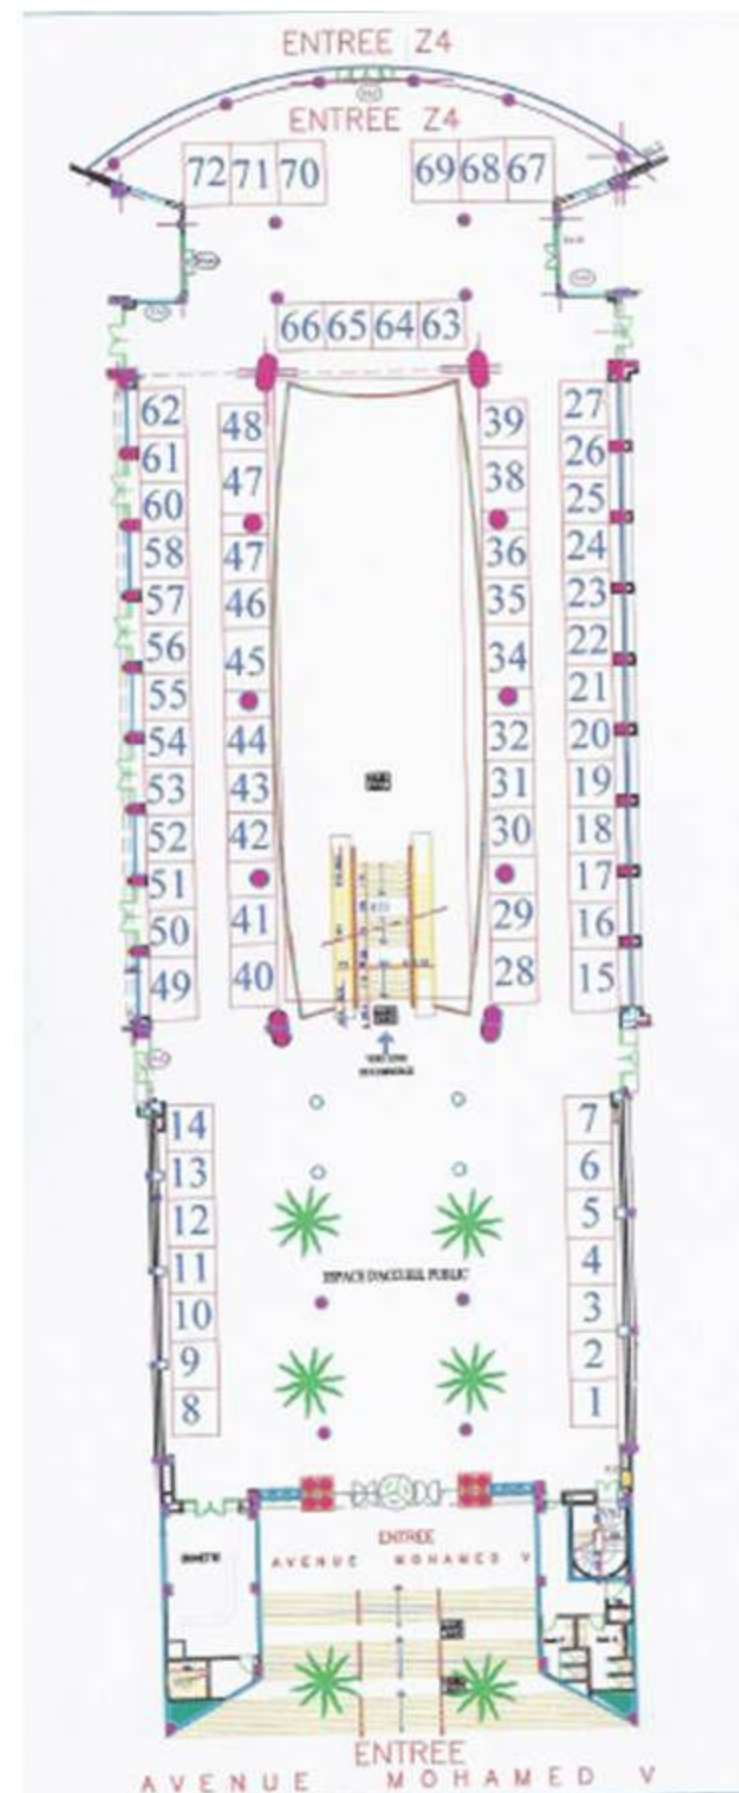 ENTREE Z4
ENTREE Z4
72 71 70 69 68 67
66 65 64 63
62 48 39 27
61 47 38 26
60 25
58 47 36 24
57 46 35 23
56 45 34 22
55 21
54 44 32 20
53 43 31 19
52 42 30 18
51 17
50 41 29 16
49 40 28 15
14 7
13 6
12 5
11 4
ESPACE D'ACCUEIL PUBLIC
10 3
9 2
8 1
ENTREE
AVENUE MOHAMED V
ENTREE
AVENUE MOHAMED V